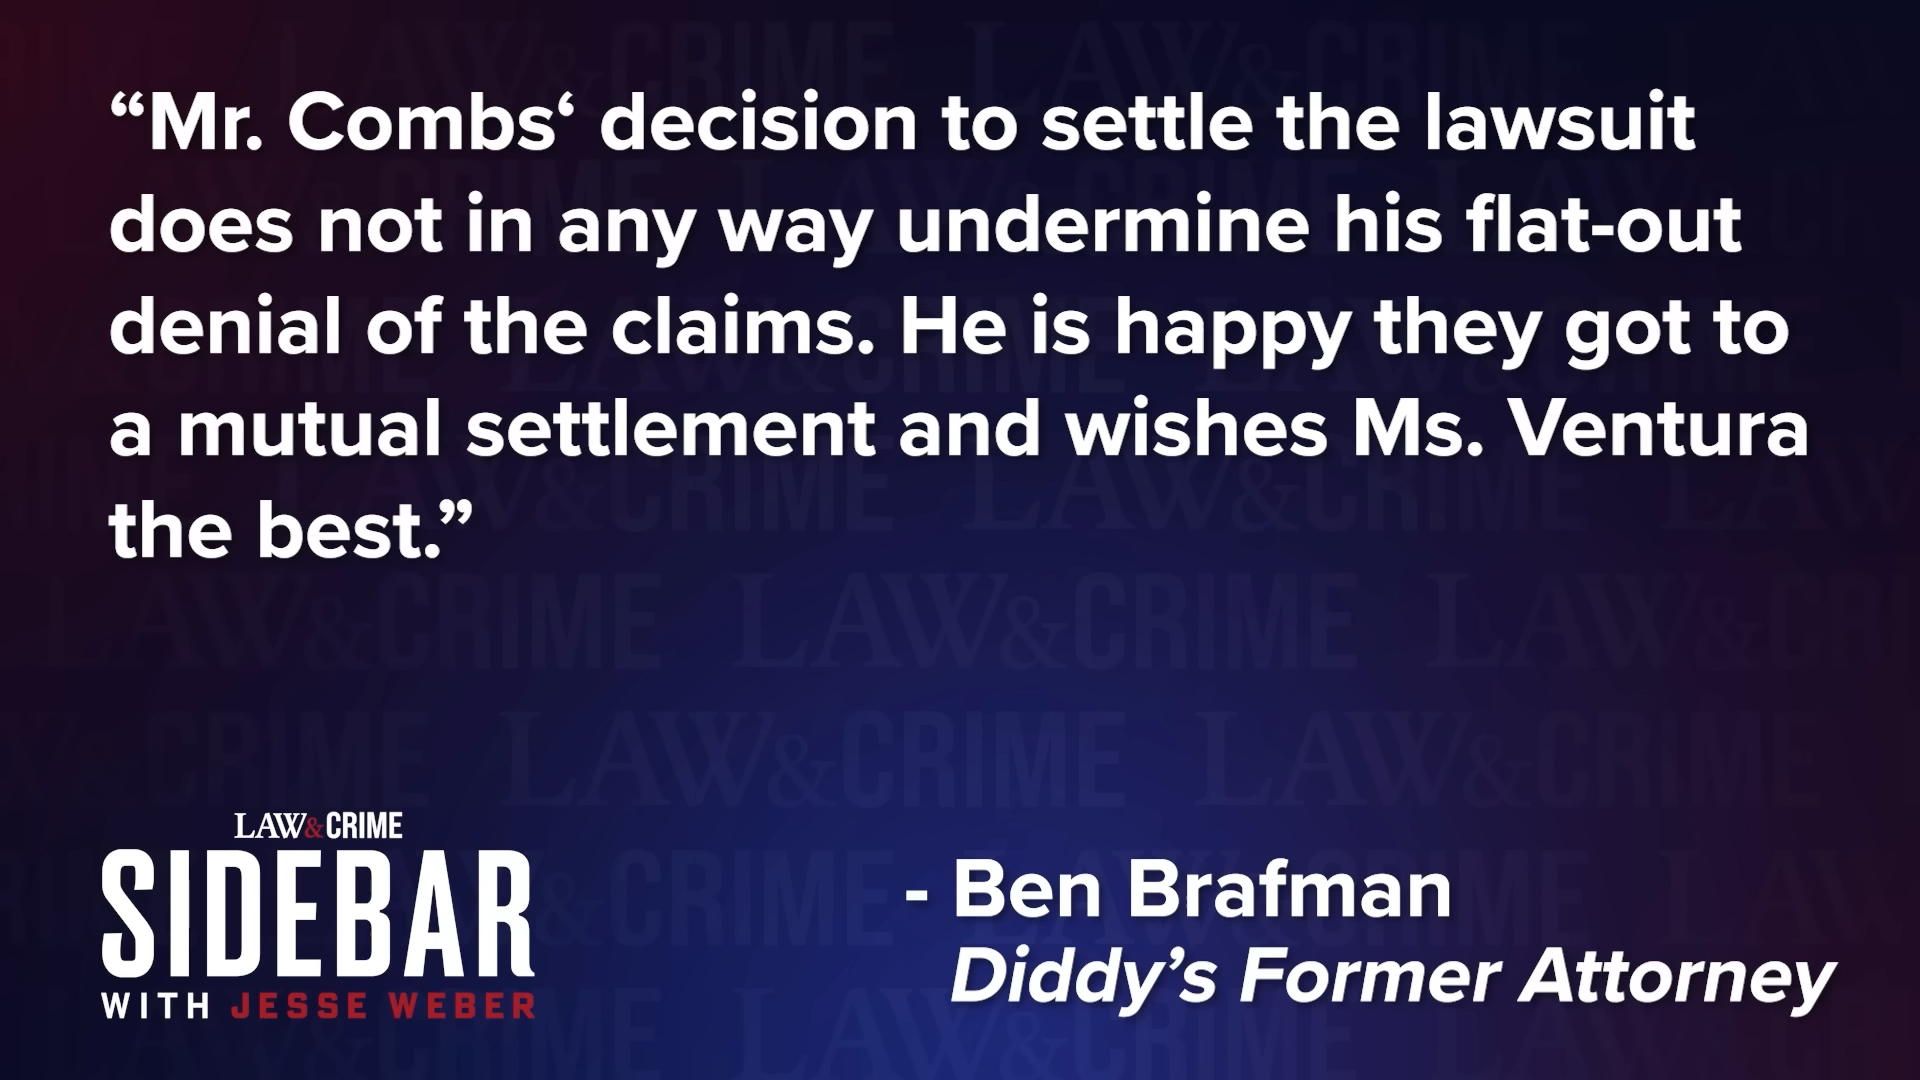 “Mr. Combs‘ decision to settle the lawsuit
does not in any way undermine his flat-out
denial of the claims. He is happy they got to
a mutual settlement and wishes Ms. Ventura
the best.”
LAW&CRIME
SIDEBAR
WITH JESSE WEBER
- Ben Brafman
Diddy’s Former Attorney